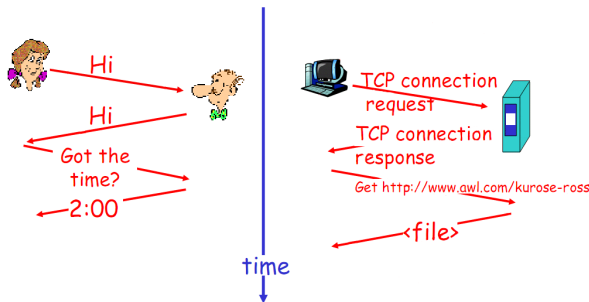 Hi
Hi
Got the
time?
2:00
time
TCP connection
request
TCP connection
response
Get http://www.awl.com/kurose-ross
<file>